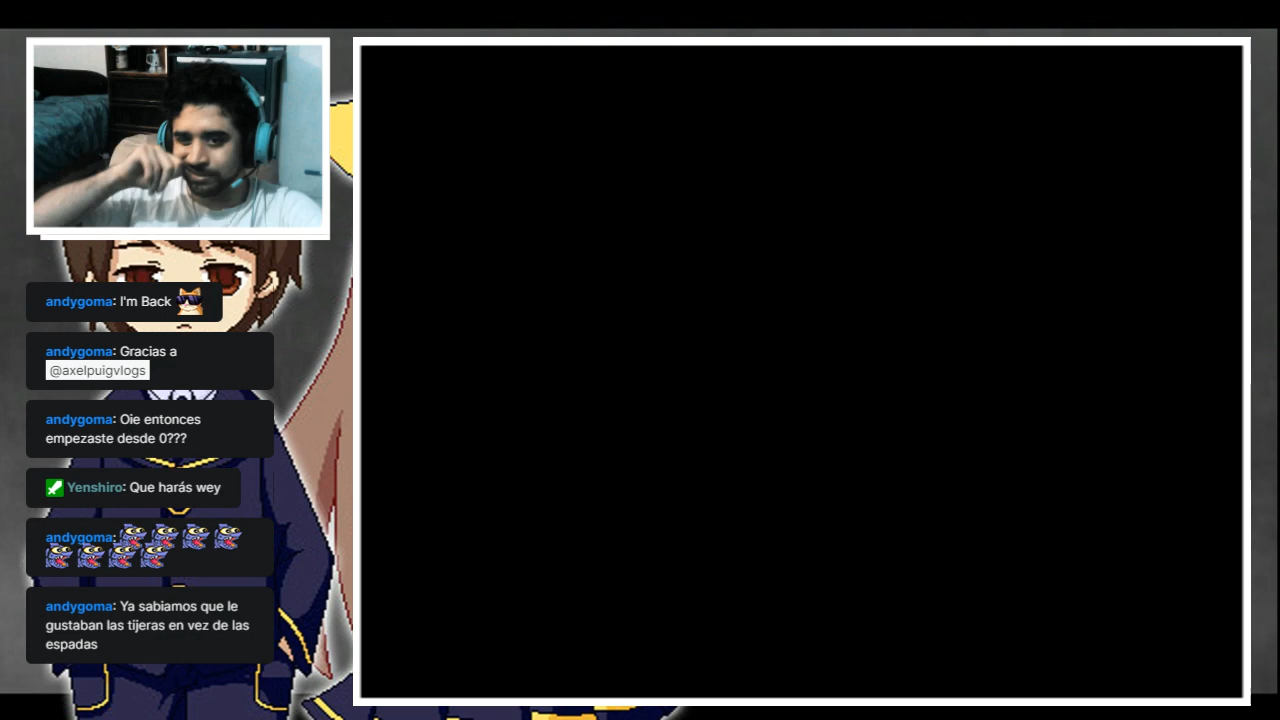 andygoma: I'm Back
andygoma: Gracias a
@axelpuigvlogs
andygoma: Oie entonces
empezaste desde 0???
Yenshiro: Que harás wey
andygoma:
andygoma: Ya sabiamos que le
gustaban las tijeras en vez de las
espadas